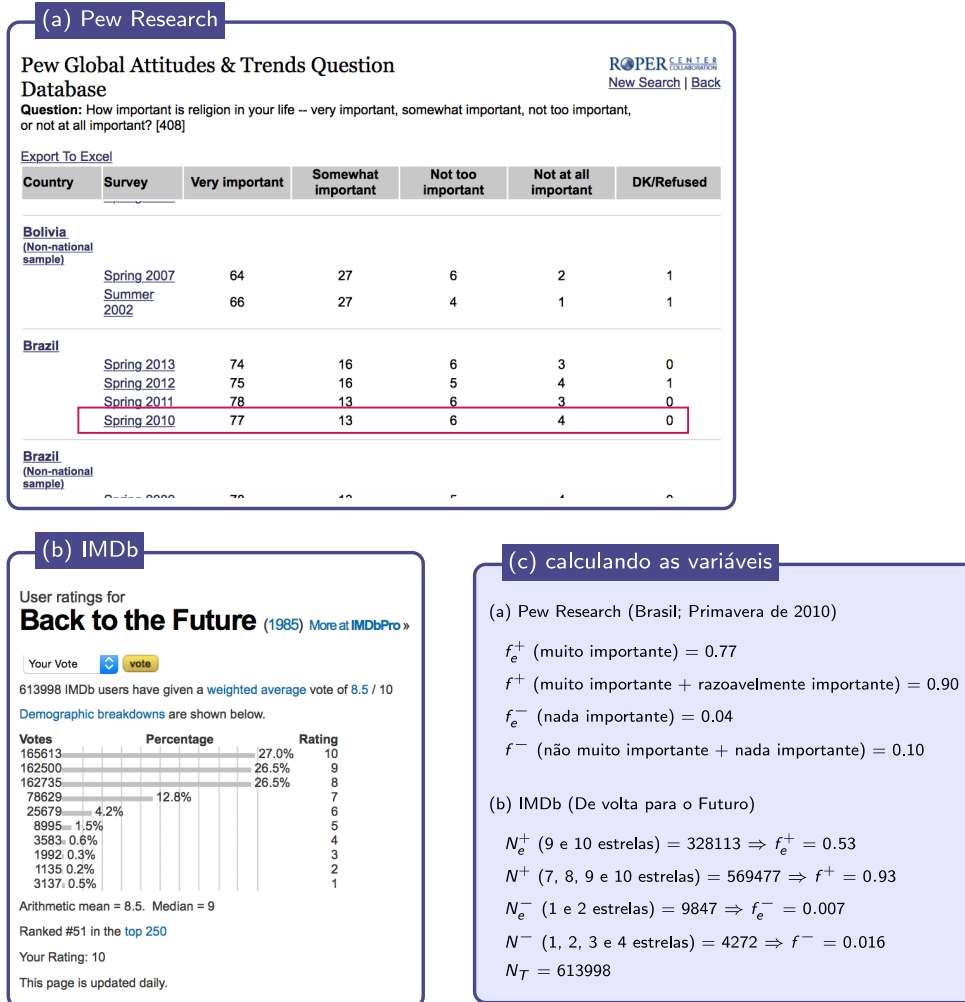 (a) Pew Research
Pew Global Attitudes & Trends Question
Database
ROPER CENTER
COLLABORATION
New Search | Back
Question: How important is religion in your life -- very important, somewhat important, not too important,
or not at all important? [408]
Export To Excel
Country Survey Very important Somewhat important Not too important Not at all important DK/Refused
Bolivia
(Non-national
sample)
Spring 2007 64 27 6 2 1
Summer 2002 66 27 4 1 1
Brazil
Spring 2013 74 16 6 3 0
Spring 2012 75 16 5 4 1
Spring 2011 78 13 6 3 0
Spring 2010 77 13 6 4 0
Brazil
(Non-national
sample)
(b) IMDb
User ratings for
Back to the Future (1985) More at IMDbPro »
Your Vote vote
613998 IMDb users have given a weighted average vote of 8.5 / 10
Demographic breakdowns are shown below.
Votes Percentage Rating
165613 27.0% 10
162500 26.5% 9
162735 26.5% 8
78629 12.8% 7
25679 4.2% 6
8995 1.5% 5
3583 0.6% 4
1992 0.3% 3
1135 0.2% 2
3137 0.5% 1
Arithmetic mean = 8.5. Median = 9
Ranked #51 in the top 250
Your Rating: 10
This page is updated daily.
(c) calculando as variáveis
(a) Pew Research (Brasil; Primavera de 2010)
f_e^+ (muito importante) = 0.77
f^+ (muito importante + razoavelmente importante) = 0.90
f_e^− (nada importante) = 0.04
f^− (não muito importante + nada importante) = 0.10
(b) IMDb (De volta para o Futuro)
N_e^+ (9 e 10 estrelas) = 328113 ⇒ f_e^+ = 0.53
N^+ (7, 8, 9 e 10 estrelas) = 569477 ⇒ f^+ = 0.93
N_e^− (1 e 2 estrelas) = 9847 ⇒ f_e^− = 0.007
N^− (1, 2, 3 e 4 estrelas) = 4272 ⇒ f^− = 0.016
N_T = 613998